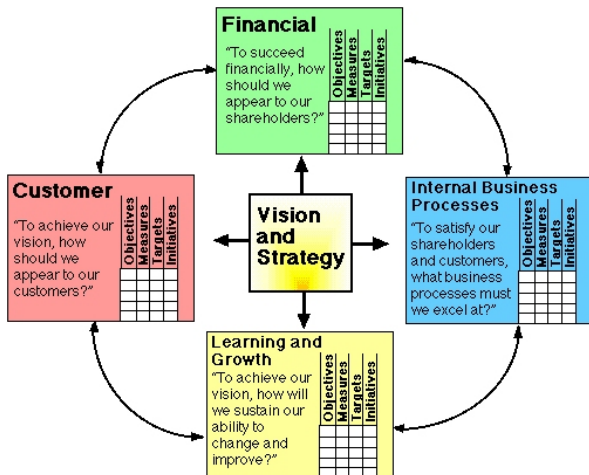 Financial
“To succeed
financially, how
should we
appear to our
shareholders?”
Objectives
Measures
Targets
Initiatives
Customer
“To achieve our
vision, how
should we
appear to our
customers?”
Objectives
Measures
Targets
Initiatives
Vision
and
Strategy
Internal Business
Processes
“To satisfy our
shareholders
and customers,
what business
processes must
we excel at?”
Objectives
Measures
Targets
Initiatives
Learning and
Growth
“To achieve our
vision, how will
we sustain our
ability to
change and
improve?”
Objectives
Measures
Targets
Initiatives